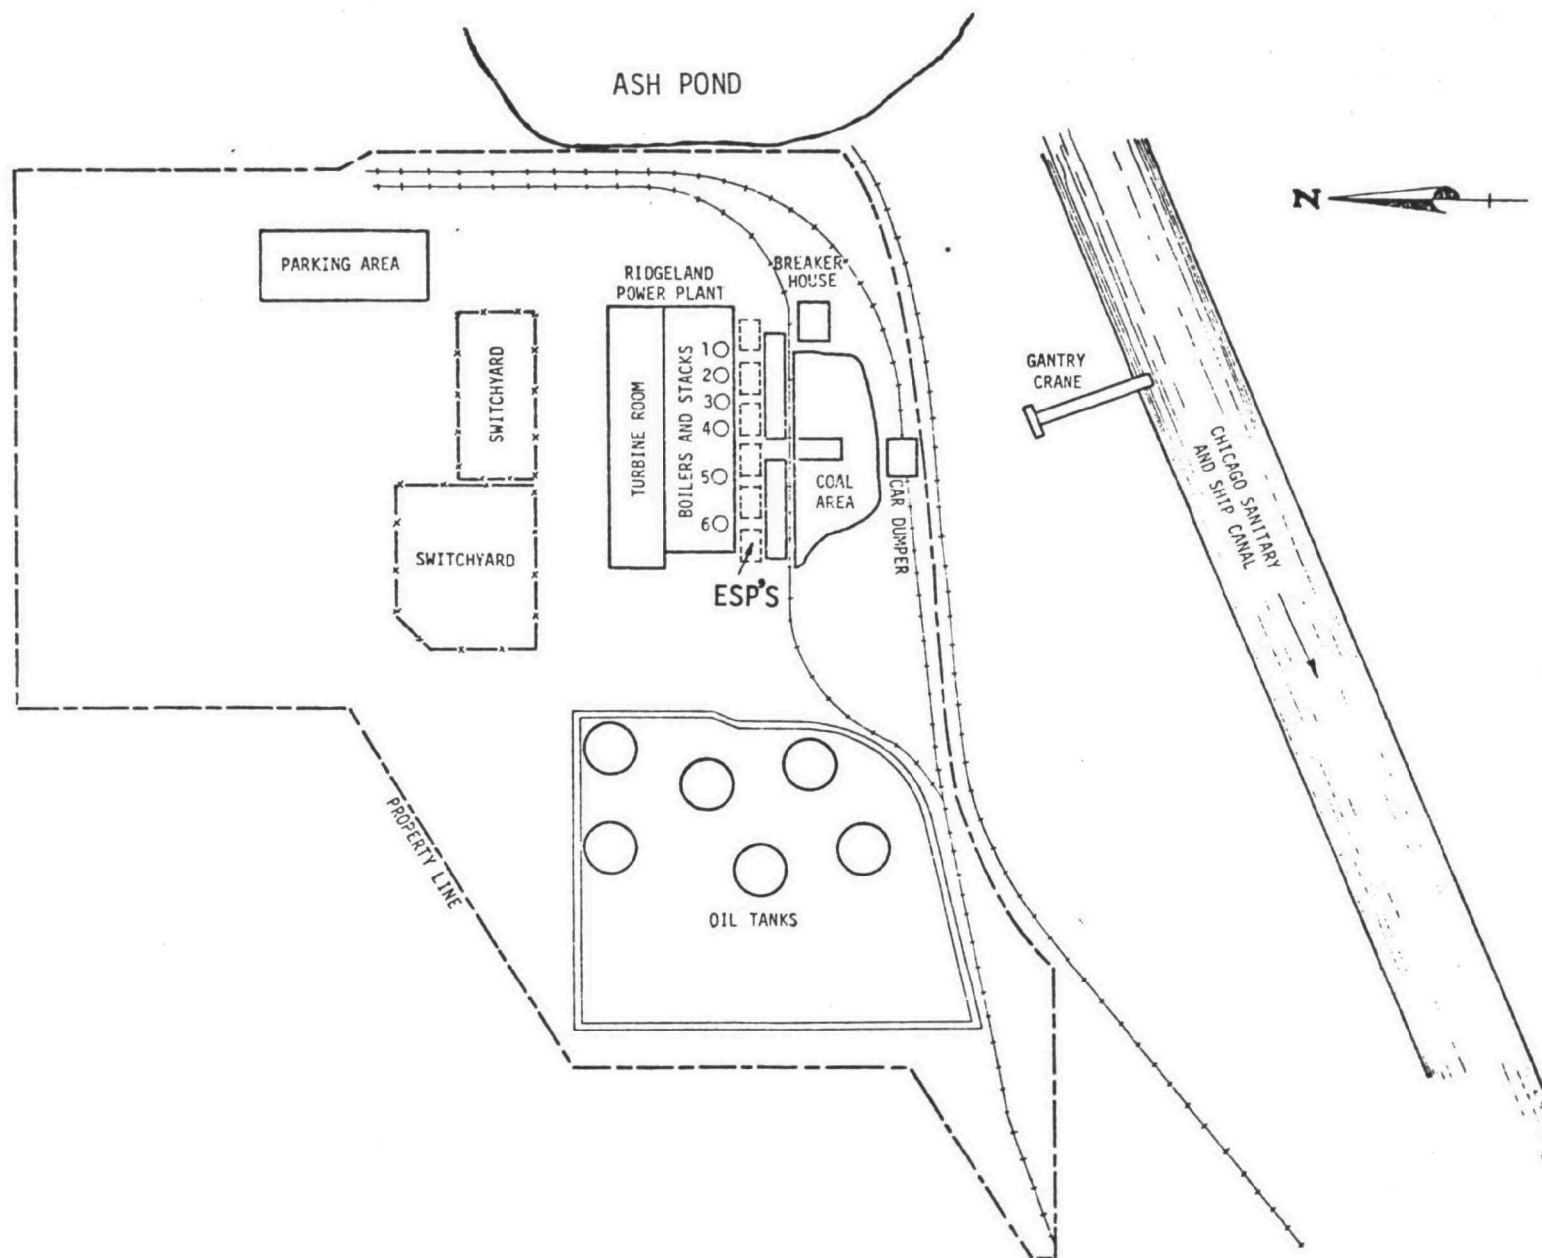 ASH POND
N
PARKING AREA
RIDGELAND
POWER PLANT
BREAKER
HOUSE
SWITCHYARD
TURBINE ROOM
BOILERS AND STACKS
1
2
3
4
5
6
COAL
AREA
CAR DUMPER
GANTRY
CRANE
CHICAGO SANITARY
AND SHIP CANAL
SWITCHYARD
ESP'S
PROPERTY LINE
OIL TANKS